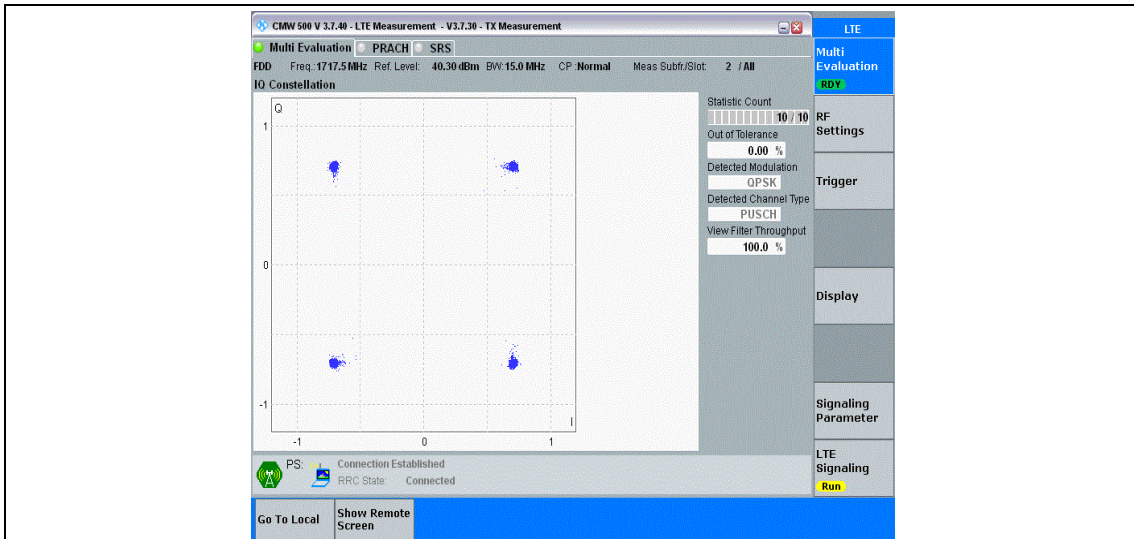 CMW 500 V 3.7.40 - LTE Measurement - V3.7.30 - TX Measurement
LTE
Multi Evaluation PRACH SRS
FDD Freq.:1717.5 MHz Ref. Level: 40.30 dBm BW:15.0 MHz CP :Normal Meas Subfr./Slot: 2 / All
IQ Constellation
Q
1
0
-1
-1 0 1
I
Statistic Count
10 / 10
Out of Tolerance
0.00 %
Detected Modulation
QPSK
Detected Channel Type
PUSCH
View Filter Throughput
100.0 %
Multi
Evaluation
RDY
RF
Settings
Trigger
Display
Signaling
Parameter
LTE
Signaling
Run
PS: Connection Established
RRC State: Connected
Go To Local
Show Remote
Screen